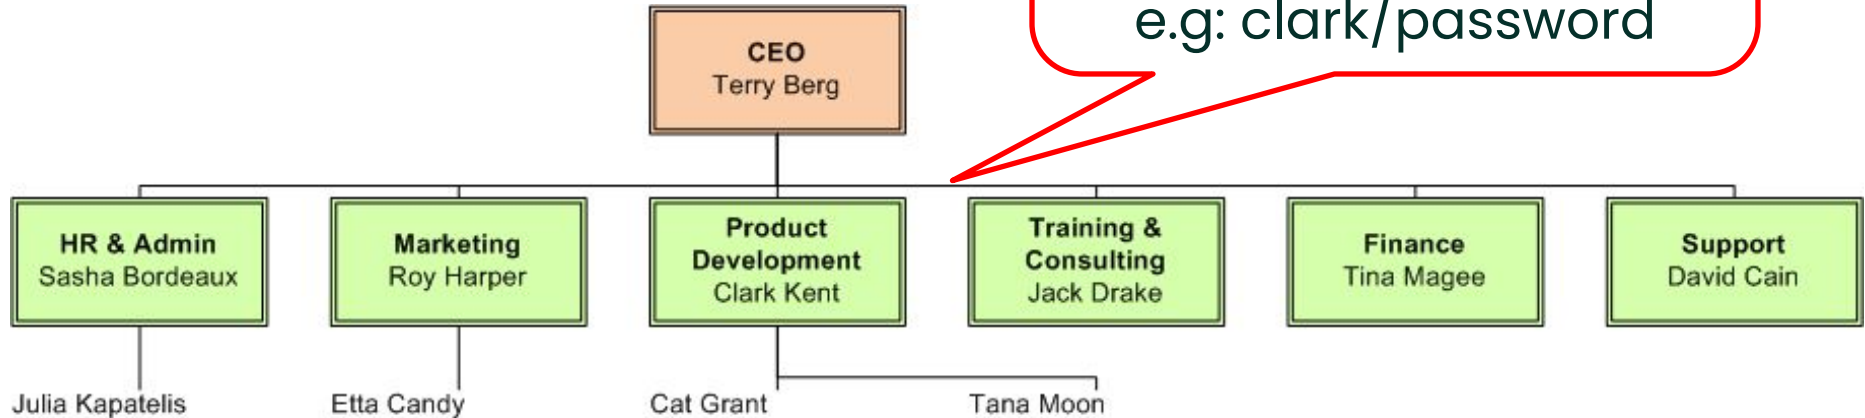 e.g: clark/password
CEO
Terry Berg
HR & Admin
Sasha Bordeaux
Marketing
Roy Harper
Product
Development
Clark Kent
Training &
Consulting
Jack Drake
Finance
Tina Magee
Support
David Cain
Julia Kapatelis
Etta Candy
Cat Grant
Tana Moon